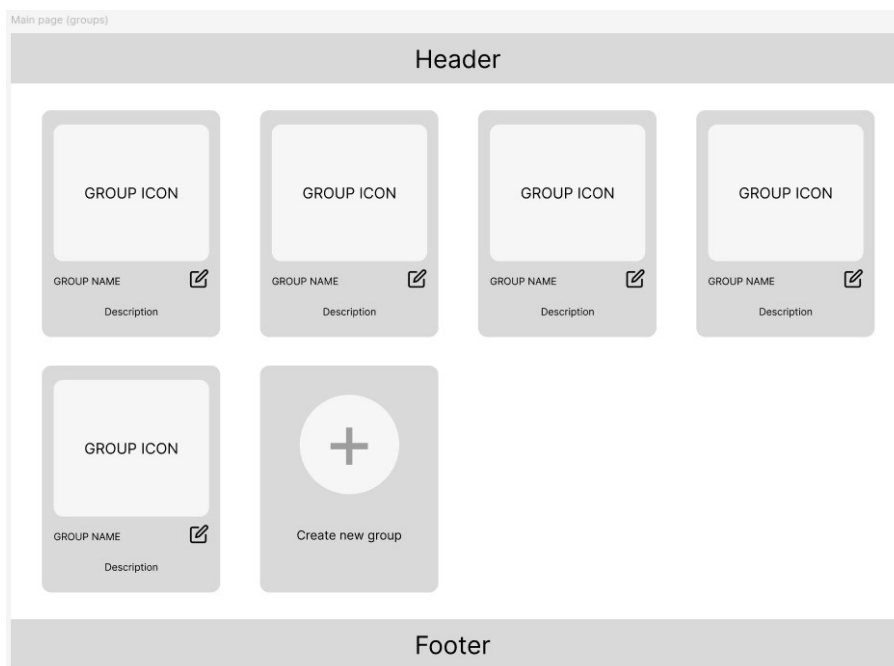 Main page (groups)
Header
GROUP ICON
GROUP NAME
Description
GROUP ICON
GROUP NAME
Description
GROUP ICON
GROUP NAME
Description
GROUP ICON
GROUP NAME
Description
GROUP ICON
GROUP NAME
Description
Create new group
Footer